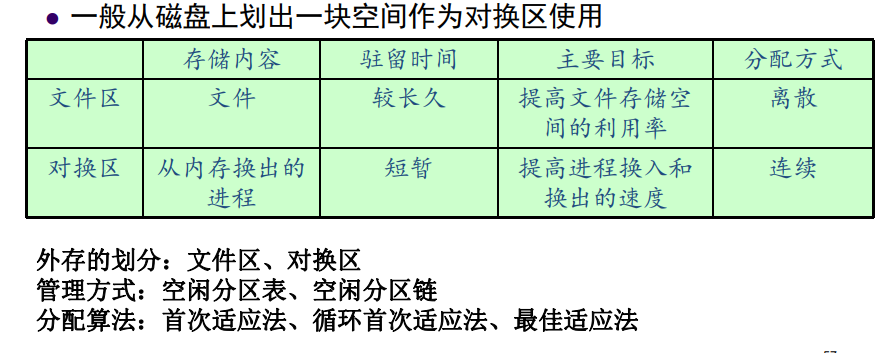 ● 一般从磁盘上划出一块空间作为对换区使用
存储内容 驻留时间 主要目标 分配方式
文件区 文件 较长久 提高文件存储空间的利用率 离散
对换区 从内存换出的进程 短暂 提高进程换入和换出的速度 连续
外存的划分：文件区、对换区
管理方式：空闲分区表、空闲分区链
分配算法：首次适应法、循环首次适应法、最佳适应法